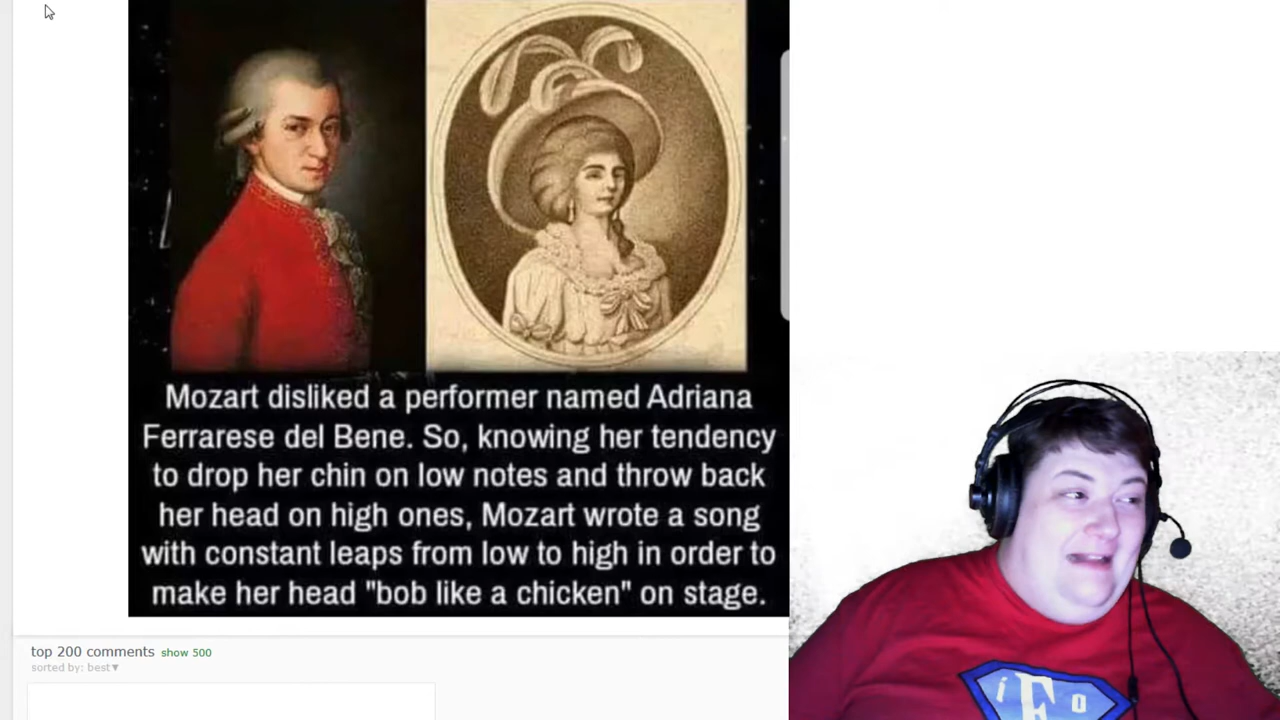 Mozart disliked a performer named Adriana
Ferrarese del Bene. So, knowing her tendency
to drop her chin on low notes and throw back
her head on high ones, Mozart wrote a song
with constant leaps from low to high in order to
make her head "bob like a chicken" on stage.
top 200 comments show 500
sorted by: best▼
i F O